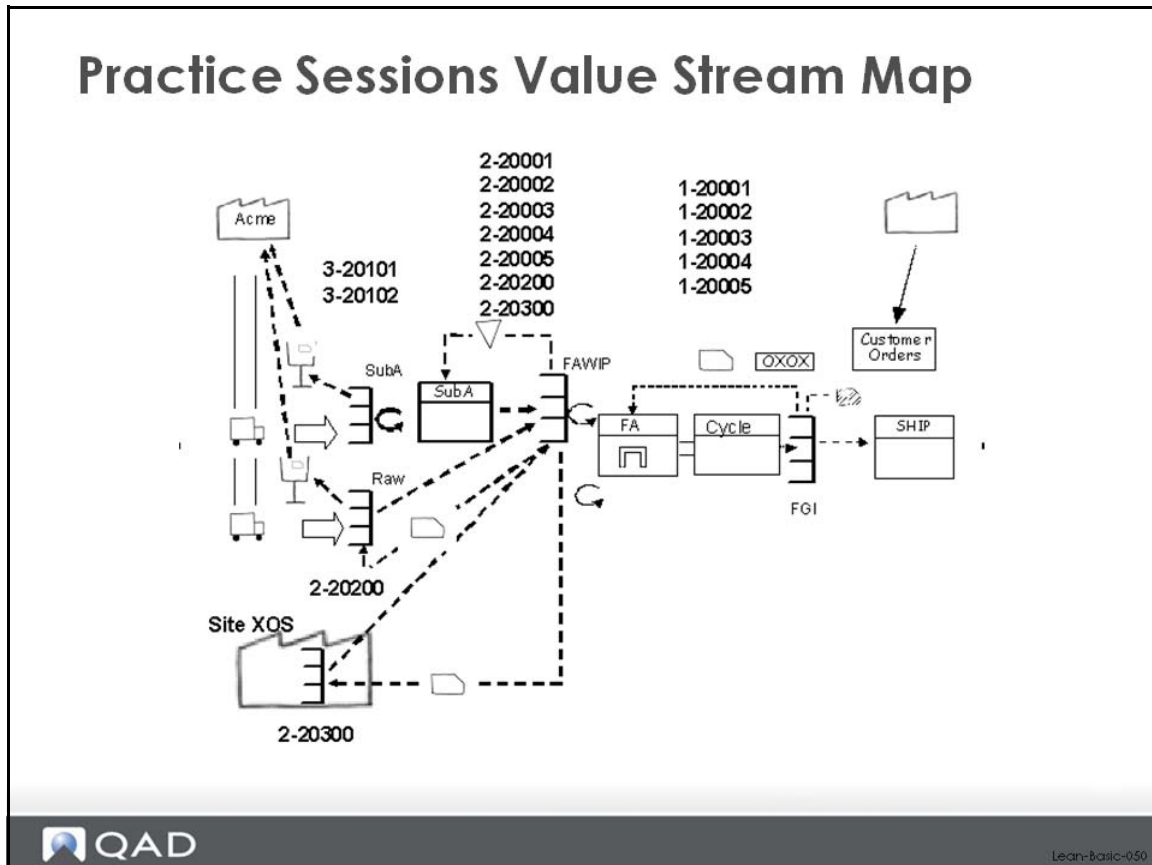 Practice Sessions Value Stream Map
2-20001
2-20002
2-20003
2-20004
2-20005
2-20200
2-20300
1-20001
1-20002
1-20003
1-20004
1-20005
Acme
3-20101
3-20102
Customer
Orders
SubA
SubA
FAWIP
OXOX
FA
Cycle
SHIP
Raw
FGI
2-20200
Site XOS
2-20300
QAD
Lean-Basic-050